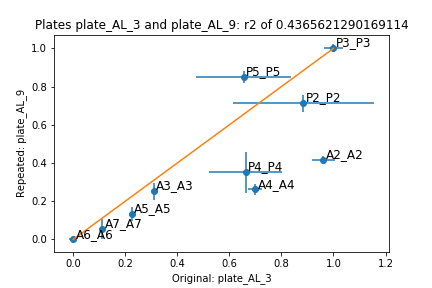 Plates plate_AL_3 and plate_AL_9: r2 of 0.4365621290169114
P3_P3
P5_P5
P2_P2
A2_A2
P4_P4
A4_A4
A3_A3
A5_A5
A7_A7
A6_A6
Repeated: plate_AL_9
1.0
0.8
0.6
0.4
0.2
0.0
0.0 0.2 0.4 0.6 0.8 1.0 1.2
Original: plate_AL_3